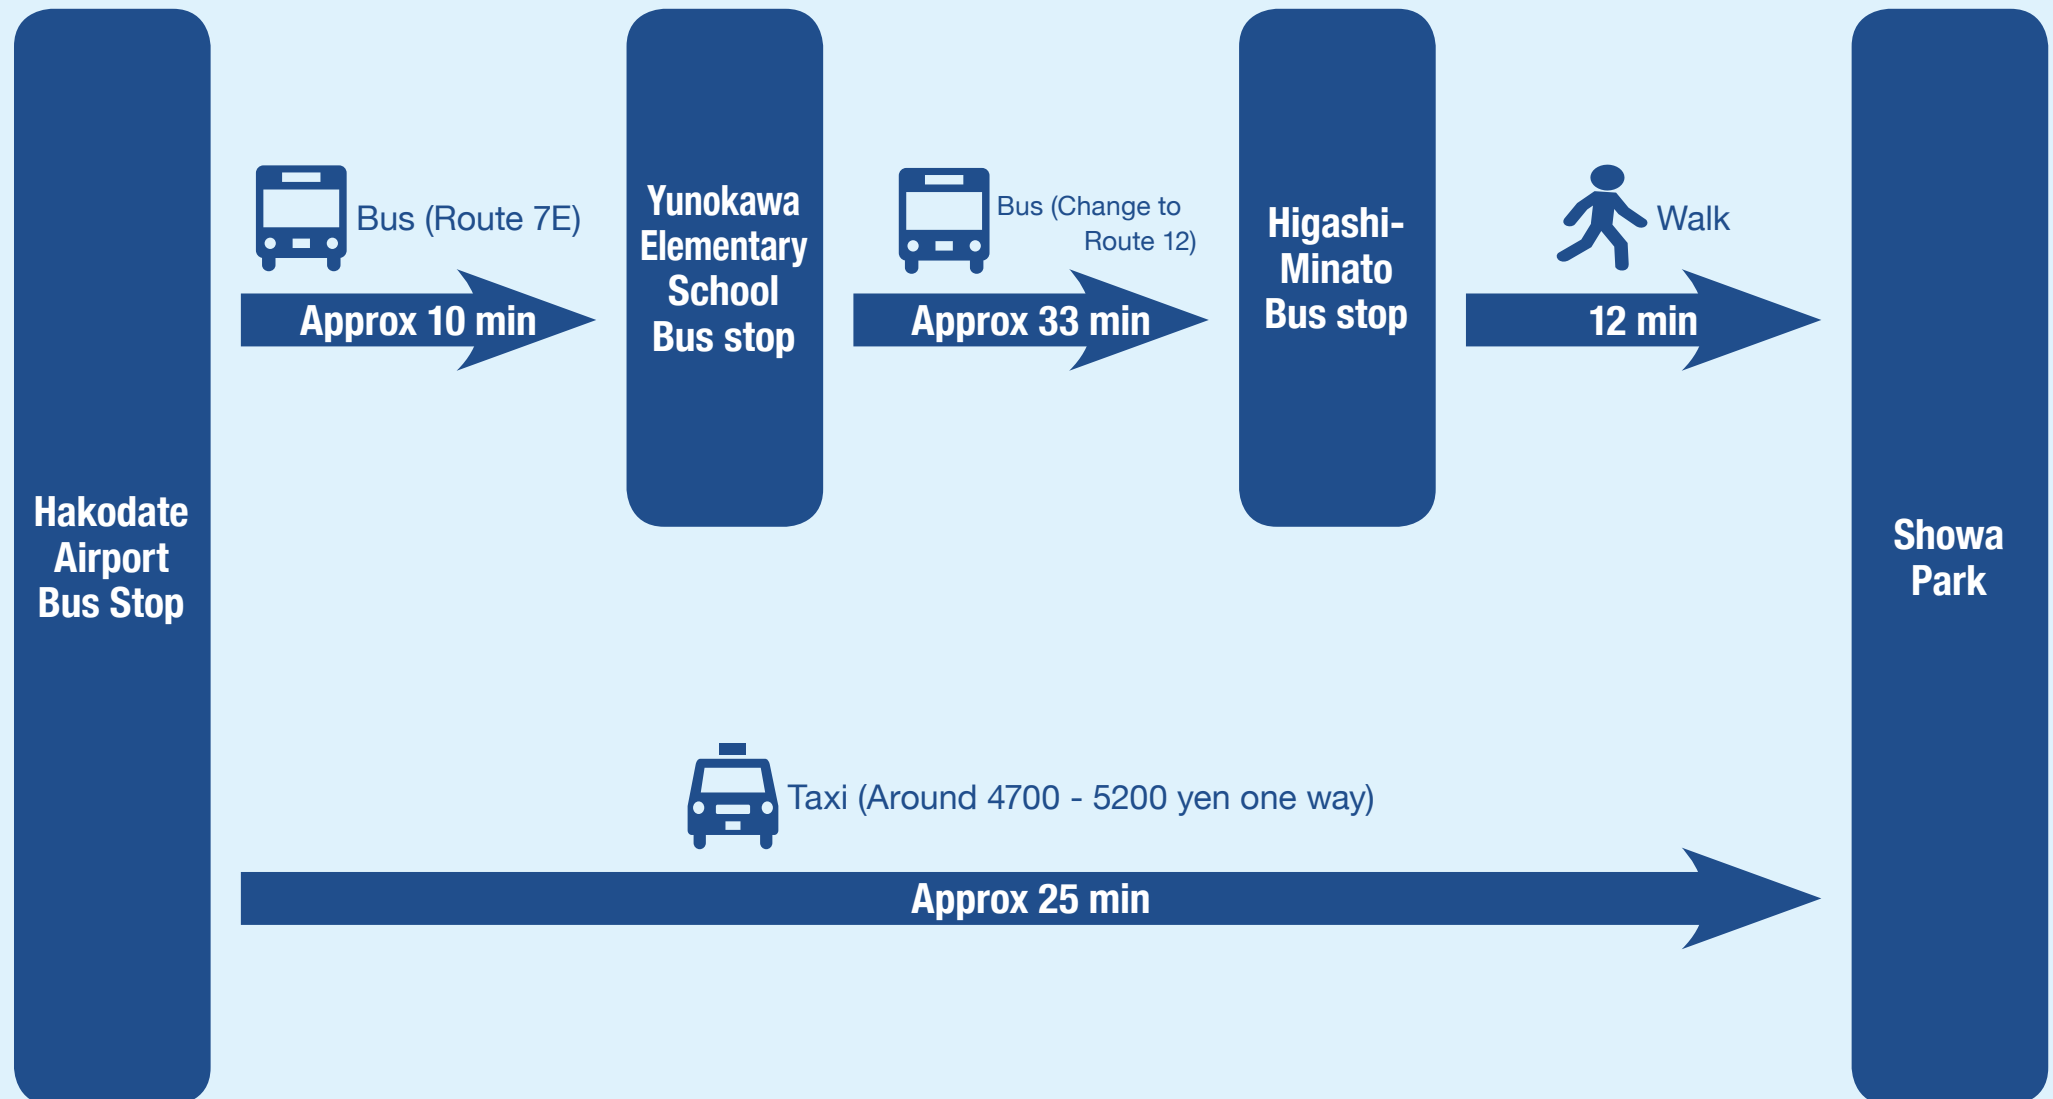 Hakodate
Airport
Bus Stop
Bus (Route 7E)
Approx 10 min
Yunokawa
Elementary
School
Bus stop
Bus (Change to
Route 12)
Approx 33 min
Higashi-
Minato
Bus stop
Walk
12 min
Showa
Park
Taxi (Around 4700 - 5200 yen one way)
Approx 25 min